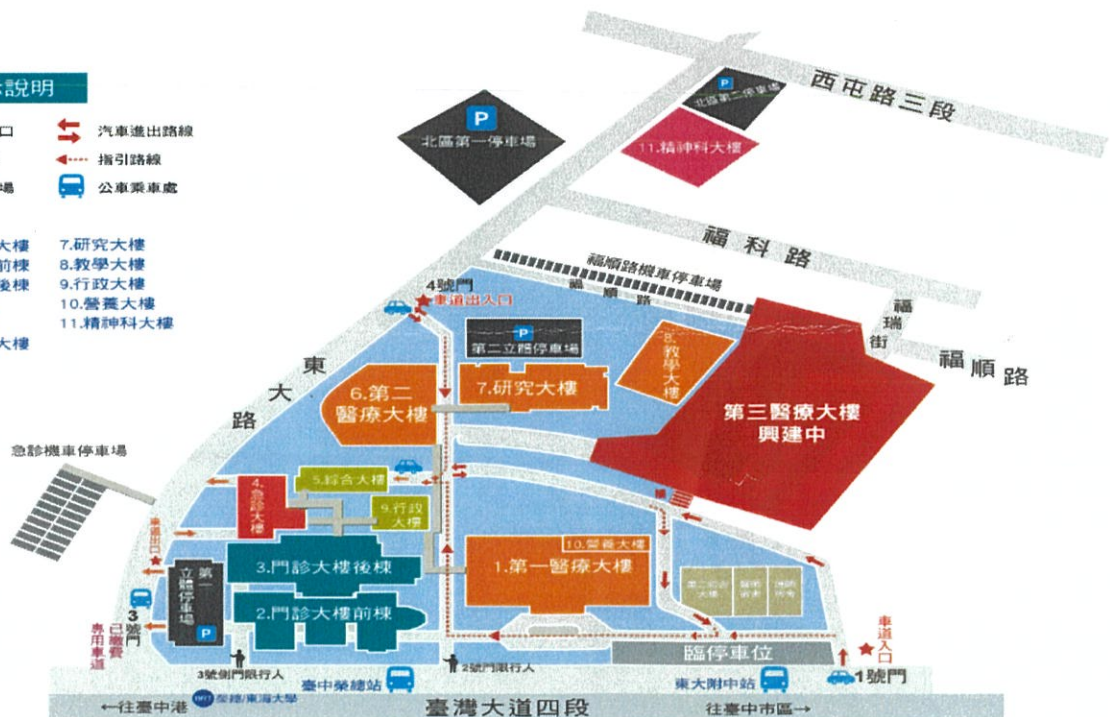 說明
口
汽車進出路線
指引路線
場
公車乘車處
大樓
7.研究大樓
前棟
8.教學大樓
後棟
9.行政大樓
10.營養大樓
11.精神科大樓
大樓
西屯路三段
P
北區第二停車場
P
北區第一停車場
11.精神科大樓
福科路
福順路機車停車場
福順路
福瑞街
福順路
4號門
車道出入口
P
第二立體停車場
8.教學大樓
7.研究大樓
6.第二
醫療大樓
第三醫療大樓
興建中
東大路
急診機車停車場
5.綜合大樓
4.急診大樓
9.行政
大樓
10.營養大樓
1.第一醫療大樓
3.門診大樓後棟
2.門診大樓前棟
車道出口
第一
立體停車場
P
3號門
已繳費
專用車道
車道入口
臨停車位
1號門
3號側門限行人
2號門限行人
臺中榮總站
東大附中站
←往臺中港
臺灣大道四段
往臺中市區→